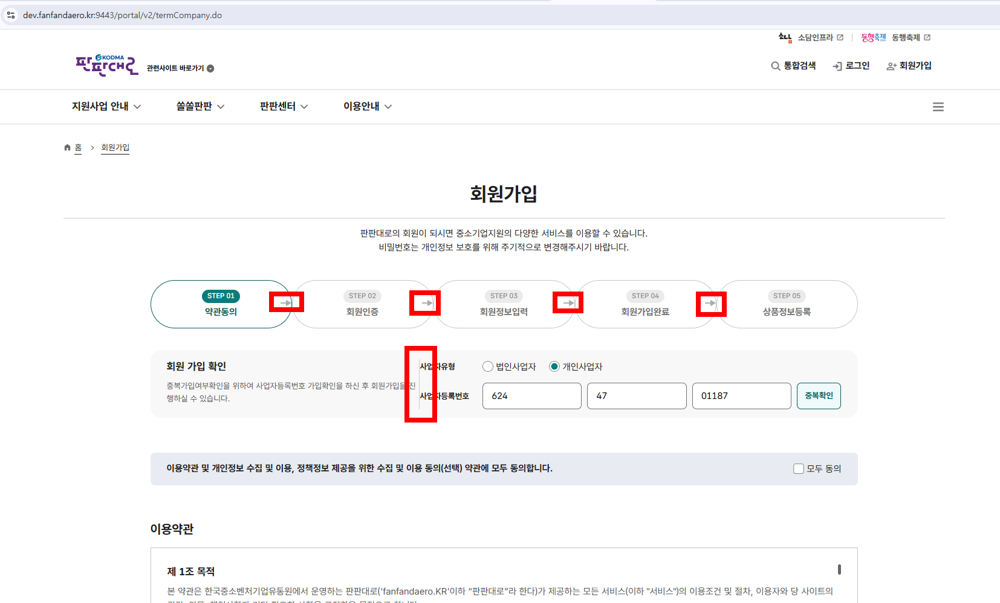 dev.fanfandaero.kr:9443/portal/v2/termCompany.do
소담 소담인프라 동행축제 동행축제
KODMA
판판대로 관련사이트 바로가기
통합검색 로그인 회원가입
지원사업 안내 쏠쏠판판 판판센터 이용안내
홈 회원가입
회원가입
판판대로의 회원이 되시면 중소기업지원의 다양한 서비스를 이용할 수 있습니다.
비밀번호는 개인정보 보호를 위해 주기적으로 변경해주시기 바랍니다.
STEP 01 STEP 02 STEP 03 STEP 04 STEP 05
약관동의 회원인증 회원정보입력 회원가입완료 상품정보등록
회원 가입 확인
중복가입여부확인을 위하여 사업자등록번호 가입확인을 하신 후 회원가입을 진
행하실 수 있습니다.
사업자유형 법인사업자 개인사업자
사업자등록번호 624 47 01187 중복확인
이용약관 및 개인정보 수집 및 이용, 정책정보 제공을 위한 수집 및 이용 동의(선택) 약관에 모두 동의합니다. 모두 동의
이용약관
제 1조 목적
본 약관은 한국중소벤처기업유통원에서 운영하는 판판대로('fanfandaero.KR'이하 “판판대로”라 한다)가 제공하는 모든 서비스(이하 "서비스")의 이용조건 및 절차, 이용자와 당 사이트의